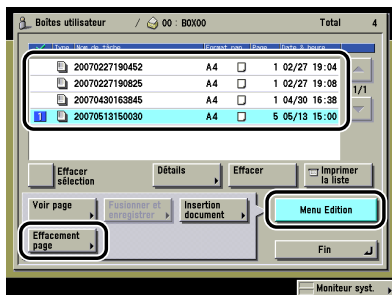 Boîtes utilisateur / 00 : BOX00 Total 4
Type Nom de tâche Format pap. Page Date & heure
20070227190452 A4 1 02/27 19:04
20070227190825 A4 1 02/27 19:08
20070430163845 A4 1 04/30 16:38
1 20070513150030 A4 5 05/13 15:00
1/1
Effacer sélection
Détails
Effacer
Imprimer la liste
Voir page
Fusionner et enregistrer
Insertion document
Menu Edition
Effacement page
Fin
Moniteur syst.